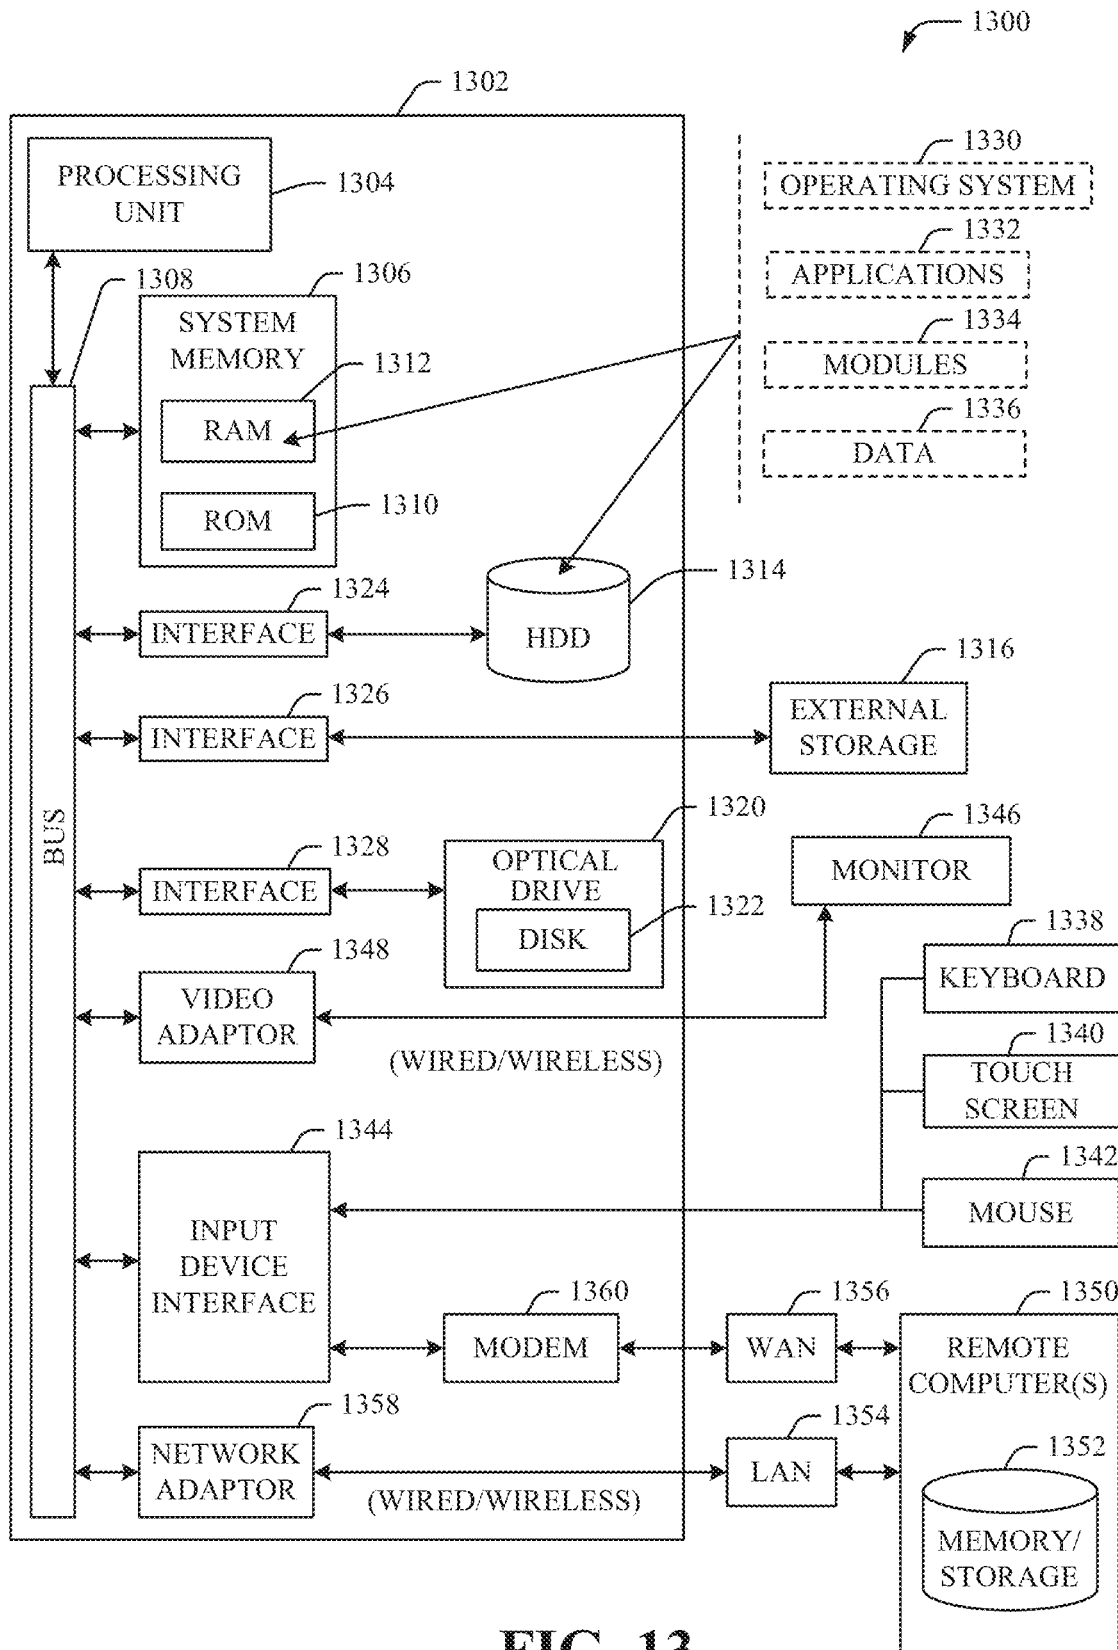 1300
1302
PROCESSING
UNIT
1304
1308
1306
SYSTEM
MEMORY
1312
RAM
ROM
1310
1330
OPERATING SYSTEM
1332
APPLICATIONS
1334
MODULES
1336
DATA
1324
INTERFACE
HDD
1314
1326
INTERFACE
1316
EXTERNAL
STORAGE
BUS
1328
INTERFACE
1320
OPTICAL
DRIVE
1322
DISK
1346
MONITOR
1348
VIDEO
ADAPTOR
(WIRED/WIRELESS)
1338
KEYBOARD
1340
TOUCH
SCREEN
1342
MOUSE
1344
INPUT
DEVICE
INTERFACE
1360
MODEM
1356
WAN
1350
REMOTE
COMPUTER(S)
1358
NETWORK
ADAPTOR
(WIRED/WIRELESS)
1354
LAN
1352
MEMORY/
STORAGE
FIG. 13